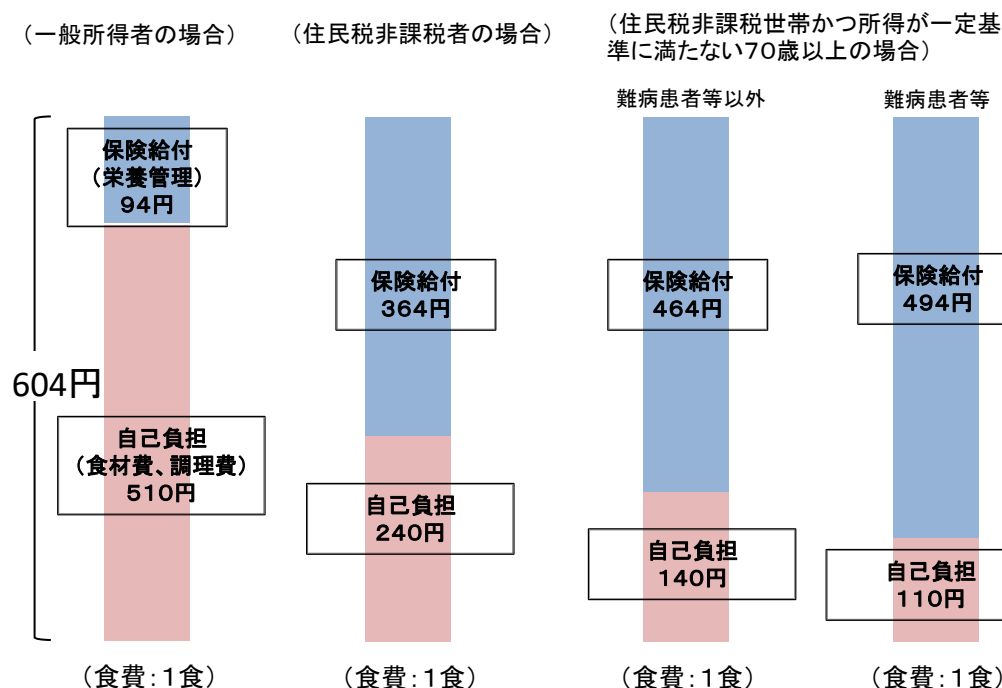 （一般所得者の場合）
（住民税非課税者の場合）
（住民税非課税世帯かつ所得が一定基
準に満たない７０歳以上の場合）
難病患者等以外
難病患者等
保険給付
（栄養管理）
９４円
保険給付
３６４円
保険給付
４６４円
保険給付
４９４円
604円
自己負担
（食材費、調理費）
５１０円
自己負担
２４０円
自己負担
１４０円
自己負担
１１０円
（食費：１食）
（食費：１食）
（食費：１食）
（食費：１食）